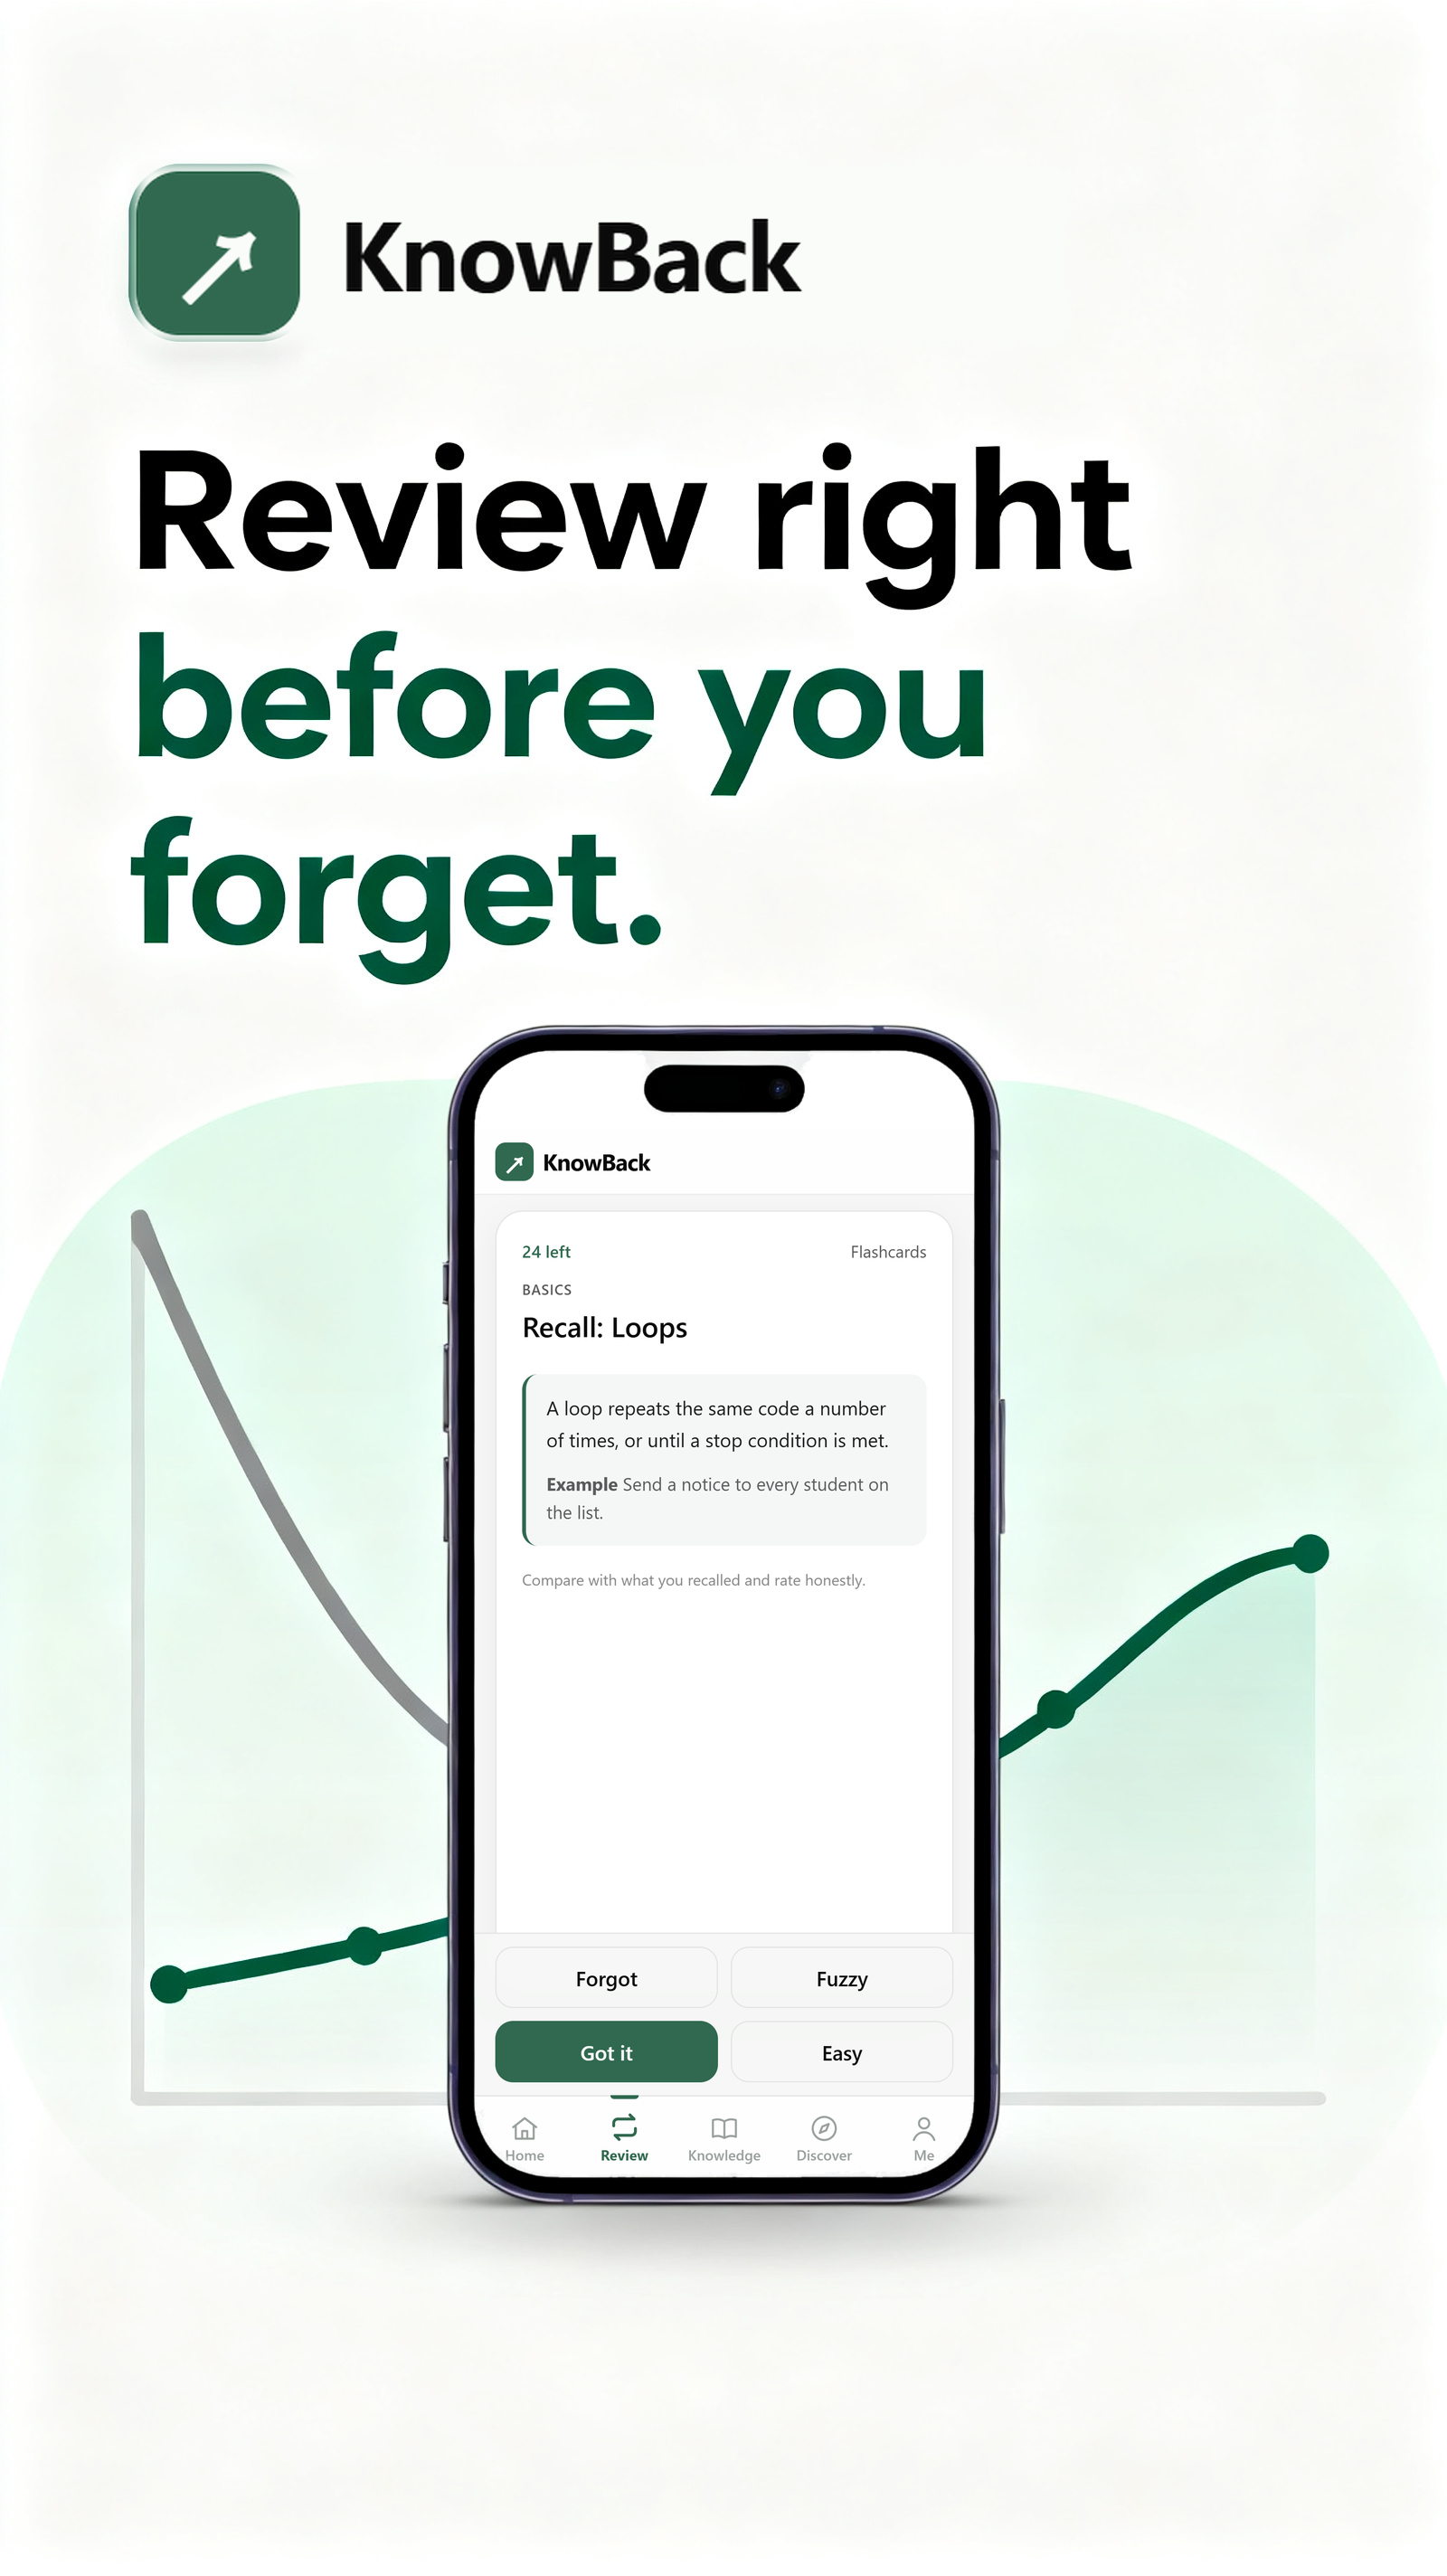 KnowBack
Review right
before you
forget.
KnowBack
24 left Flashcards
BASICS
Recall: Loops
A loop repeats the same code a number
of times, or until a stop condition is met.
Example Send a notice to every student on
the list.
Compare with what you recalled and rate honestly.
Forgot Fuzzy
Got it Easy
Home Review Knowledge Discover Me